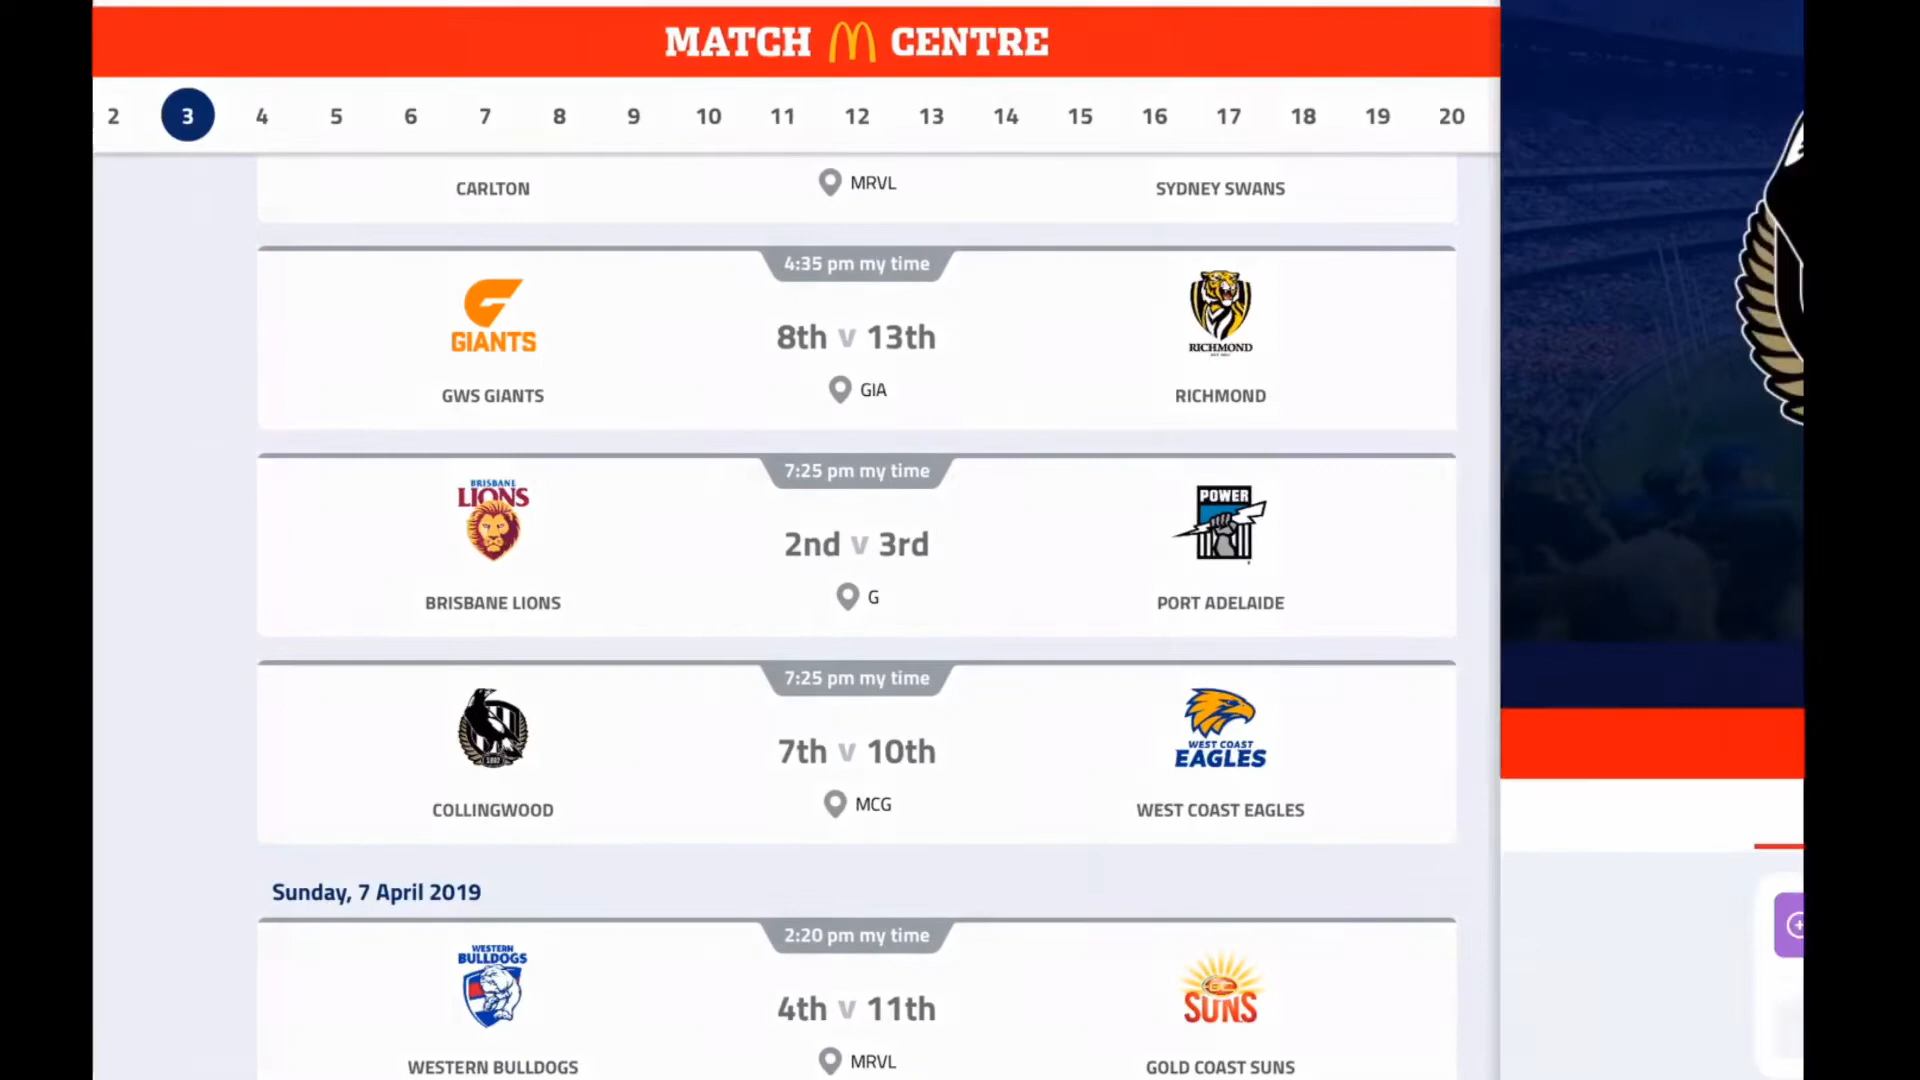 MATCH CENTRE
2 3 4 5 6 7 8 9 10 11 12 13 14 15 16 17 18 19 20
CARLTON
MRVL
SYDNEY SWANS
4:35 pm my time
GIANTS
8th v 13th
RICHMOND
GIA
GWS GIANTS
RICHMOND
7:25 pm my time
BRISBANE
LIONS
2nd v 3rd
POWER
G
BRISBANE LIONS
PORT ADELAIDE
7:25 pm my time
7th v 10th
1892
WEST COAST
EAGLES
MCG
COLLINGWOOD
WEST COAST EAGLES
Sunday, 7 April 2019
2:20 pm my time
WESTERN
BULLDOGS
4th v 11th
SUNS
MRVL
WESTERN BULLDOGS
GOLD COAST SUNS